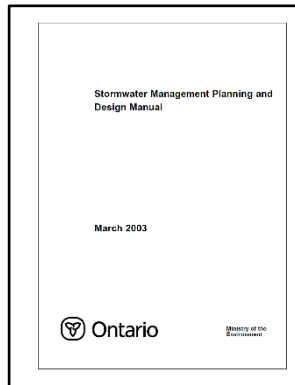 Stormwater Management Planning and
Design Manual
March 2003
Ontario
Ministry of the
Environment